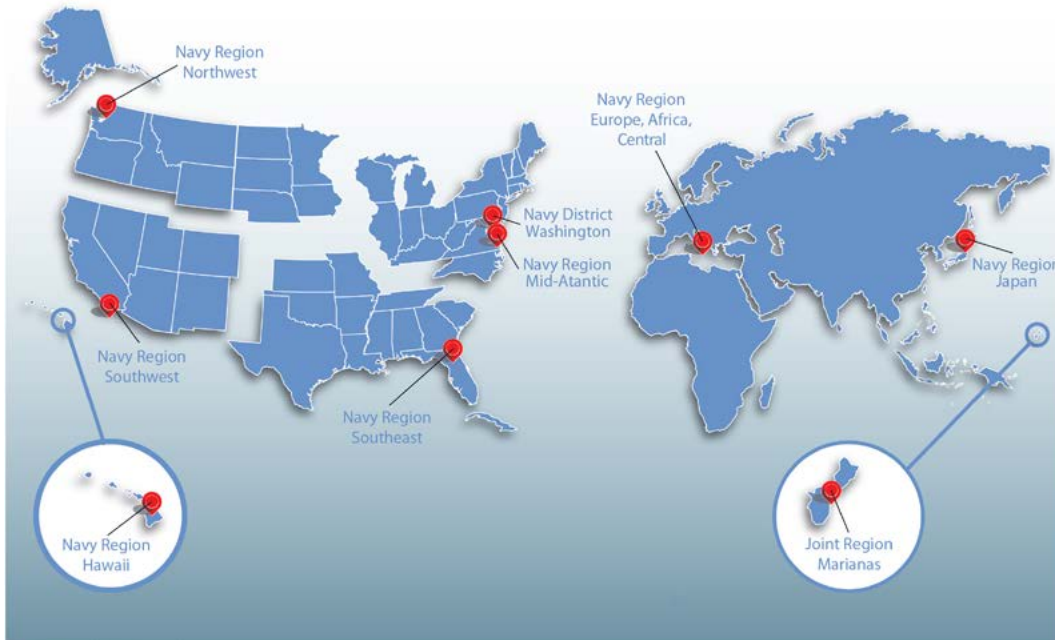 Navy Region
Northwest
Navy Region
Europe, Africa,
Central
Navy District
Washington
Navy Region
Mid-Atantic
Navy Region
Japan
Navy Region
Southwest
Navy Region
Southeast
Navy Region
Hawaii
Joint Region
Marianas